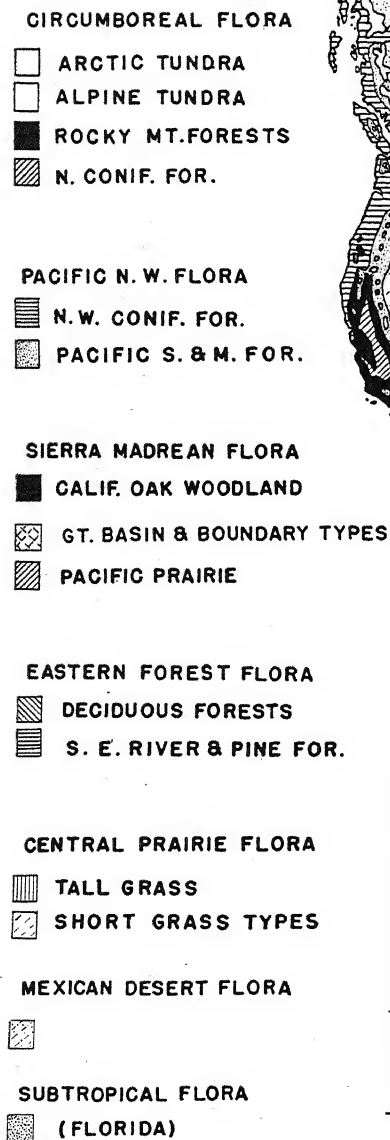 CIRCUMBOREAL FLORA
ARCTIC TUNDRA
ALPINE TUNDRA
ROCKY MT. FORESTS
N. CONIF. FOR.
PACIFIC N.W. FLORA
N.W. CONIF. FOR.
PACIFIC S. & M. FOR.
SIERRA MADREAN FLORA
CALIF. OAK WOODLAND
GT. BASIN & BOUNDARY TYPES
PACIFIC PRAIRIE
EASTERN FOREST FLORA
DECIDUOUS FORESTS
S. E. RIVER & PINE FOR.
CENTRAL PRAIRIE FLORA
TALL GRASS
SHORT GRASS TYPES
MEXICAN DESERT FLORA
SUBTROPICAL FLORA
(FLORIDA)